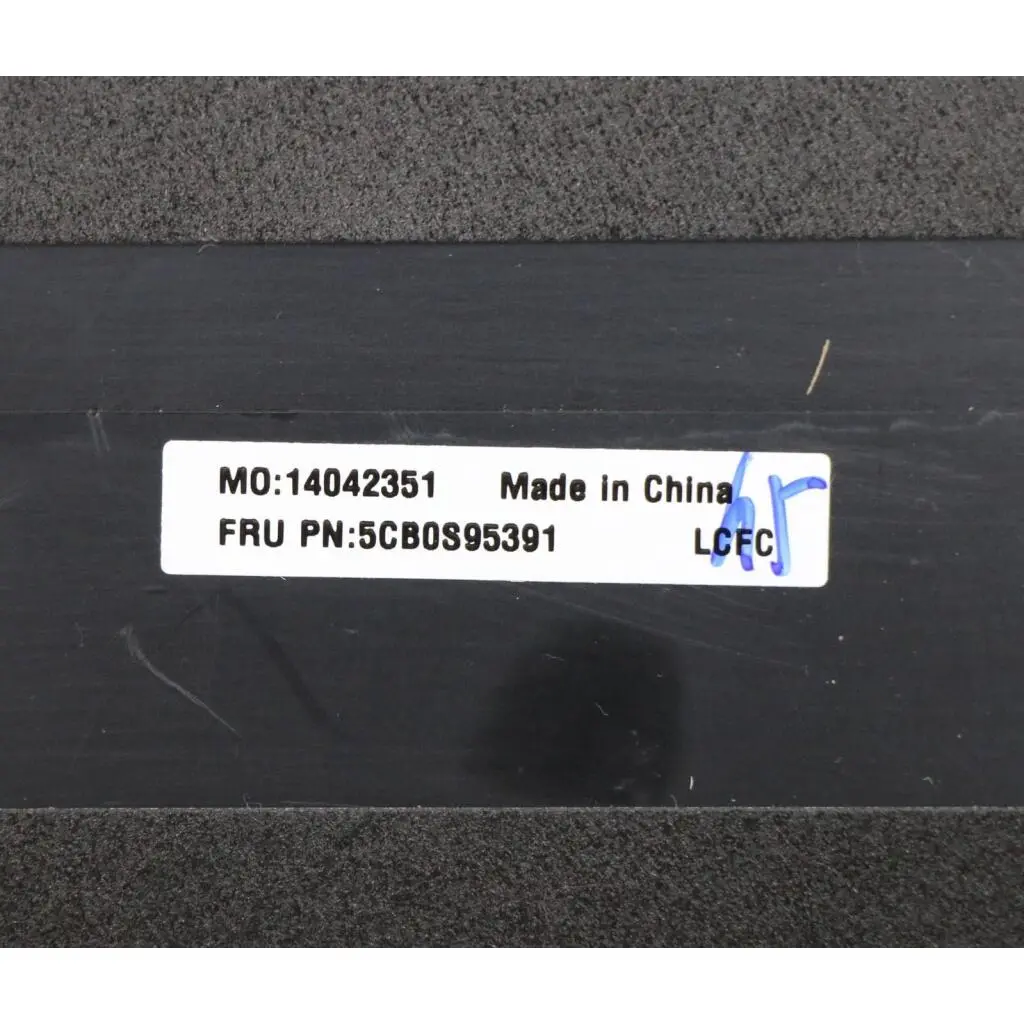 MO:14042351 Made in China
FRU PN:5CB0S95391 LCFC